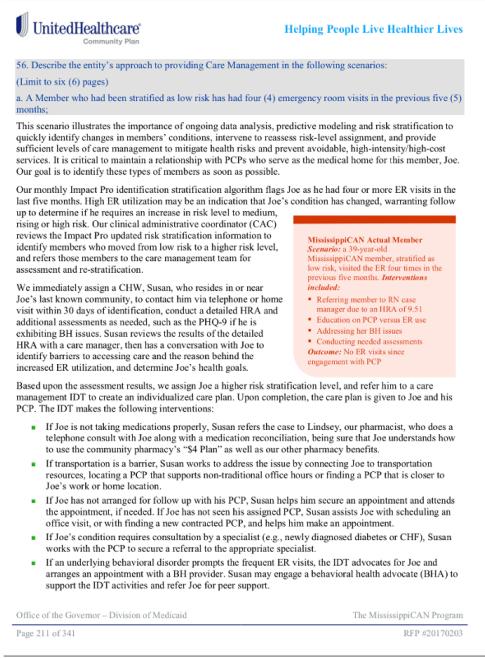 UnitedHealthcare®
Community Plan
Helping People Live Healthier Lives
56. Describe the entity's approach to providing Care Management in the following scenarios:
(Limit to six (6) pages)
a. A Member who had been stratified as low risk has had four (4) emergency room visits in the previous five (5)
months;
This scenario illustrates the importance of ongoing data analysis, predictive modeling and risk stratification to
quickly identify changes in members' conditions, intervene to reassess risk-level assignment, and provide
sufficient levels of care management to mitigate health risks and prevent avoidable, high-intensity/high-cost
services. It is critical to maintain a relationship with PCPs who serve as the medical home for this member, Joe.
Our goal is to identify these types of members as soon as possible.
Our monthly Impact Pro identification stratification algorithm flags Joe as he had four or more ER visits in the
last five months. High ER utilization may be an indication that Joe's condition has changed, warranting follow
up to determine if he requires an increase in risk level to medium,
rising or high risk. Our clinical administrative coordinator (CAC)
reviews the Impact Pro updated risk stratification information to
identify members who moved from low risk to a higher risk level,
and refers those members to the care management team for
assessment and re-stratification.
We immediately assign a CHW, Susan, who resides in or near
Joe's last known community, to contact him via telephone or home
visit within 30 days of identification, conduct a detailed HRA and
additional assessments as needed, such as the PHQ-9 if he is
exhibiting BH issues. Susan reviews the results of the detailed
HRA with a care manager, then has a conversation with Joe to
identify barriers to accessing care and the reason behind the
increased ER utilization, and determine Joe's health goals.
MississippiCAN Actual Member
Scenario: a 39-year-old
MississippiCAN member, stratified as
low risk, visited the ER four times in the
previous five months. Interventions
included:
▪ Referring member to RN case
manager due to an HRA of 9.51
▪ Education on PCP versus ER use
▪ Addressing her BH issues
▪ Conducting needed assessments
Outcome: No ER visits since
engagement with PCP
Based upon the assessment results, we assign Joe a higher risk stratification level, and refer him to a care
management IDT to create an individualized care plan. Upon completion, the care plan is given to Joe and his
PCP. The IDT makes the following interventions:
▪ If Joe is not taking medications properly, Susan refers the case to Lindsey, our pharmacist, who does a
telephone consult with Joe along with a medication reconciliation, being sure that Joe understands how
to use the community pharmacy's "$4 Plan" as well as our other pharmacy benefits.
▪ If transportation is a barrier, Susan works to address the issue by connecting Joe to transportation
resources, locating a PCP that supports non-traditional office hours or finding a PCP that is closer to
Joe's work or home location.
▪ If Joe has not arranged for follow up with his PCP, Susan helps him secure an appointment and attends
the appointment, if needed. If Joe has not seen his assigned PCP, Susan assists Joe with scheduling an
office visit, or with finding a new contracted PCP, and helps him make an appointment.
▪ If Joe's condition requires consultation by a specialist (e.g., newly diagnosed diabetes or CHF), Susan
works with the PCP to secure a referral to the appropriate specialist.
▪ If an underlying behavioral disorder prompts the frequent ER visits, the IDT advocates for Joe and
arranges an appointment with a BH provider. Susan may engage a behavioral health advocate (BHA) to
support the IDT activities and refer Joe for peer support.
Office of the Governor – Division of Medicaid
The MississippiCAN Program
Page 211 of 341
RFP #20170203